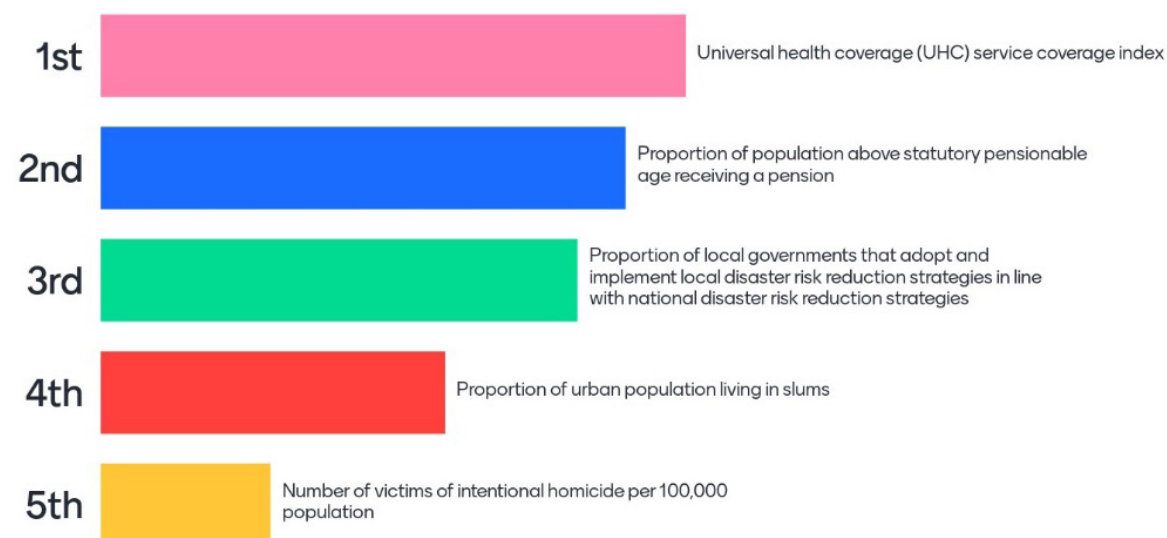 1st
Universal health coverage (UHC) service coverage index
2nd
Proportion of population above statutory pensionable
age receiving a pension
3rd
Proportion of local governments that adopt and
implement local disaster risk reduction strategies in line
with national disaster risk reduction strategies
4th
Proportion of urban population living in slums
5th
Number of victims of intentional homicide per 100,000
population